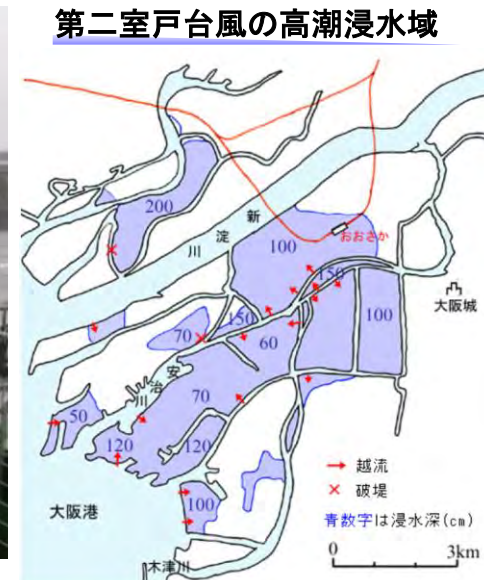 第二室戸台風の高潮浸水域
200
新
淀
川
100
おおさか
150
大阪城
150
100
70
60
安
治
川
70
50
120
120
100
大阪港
木津川
→ 越流
× 破堤
青数字は浸水深(cm)
0 3km